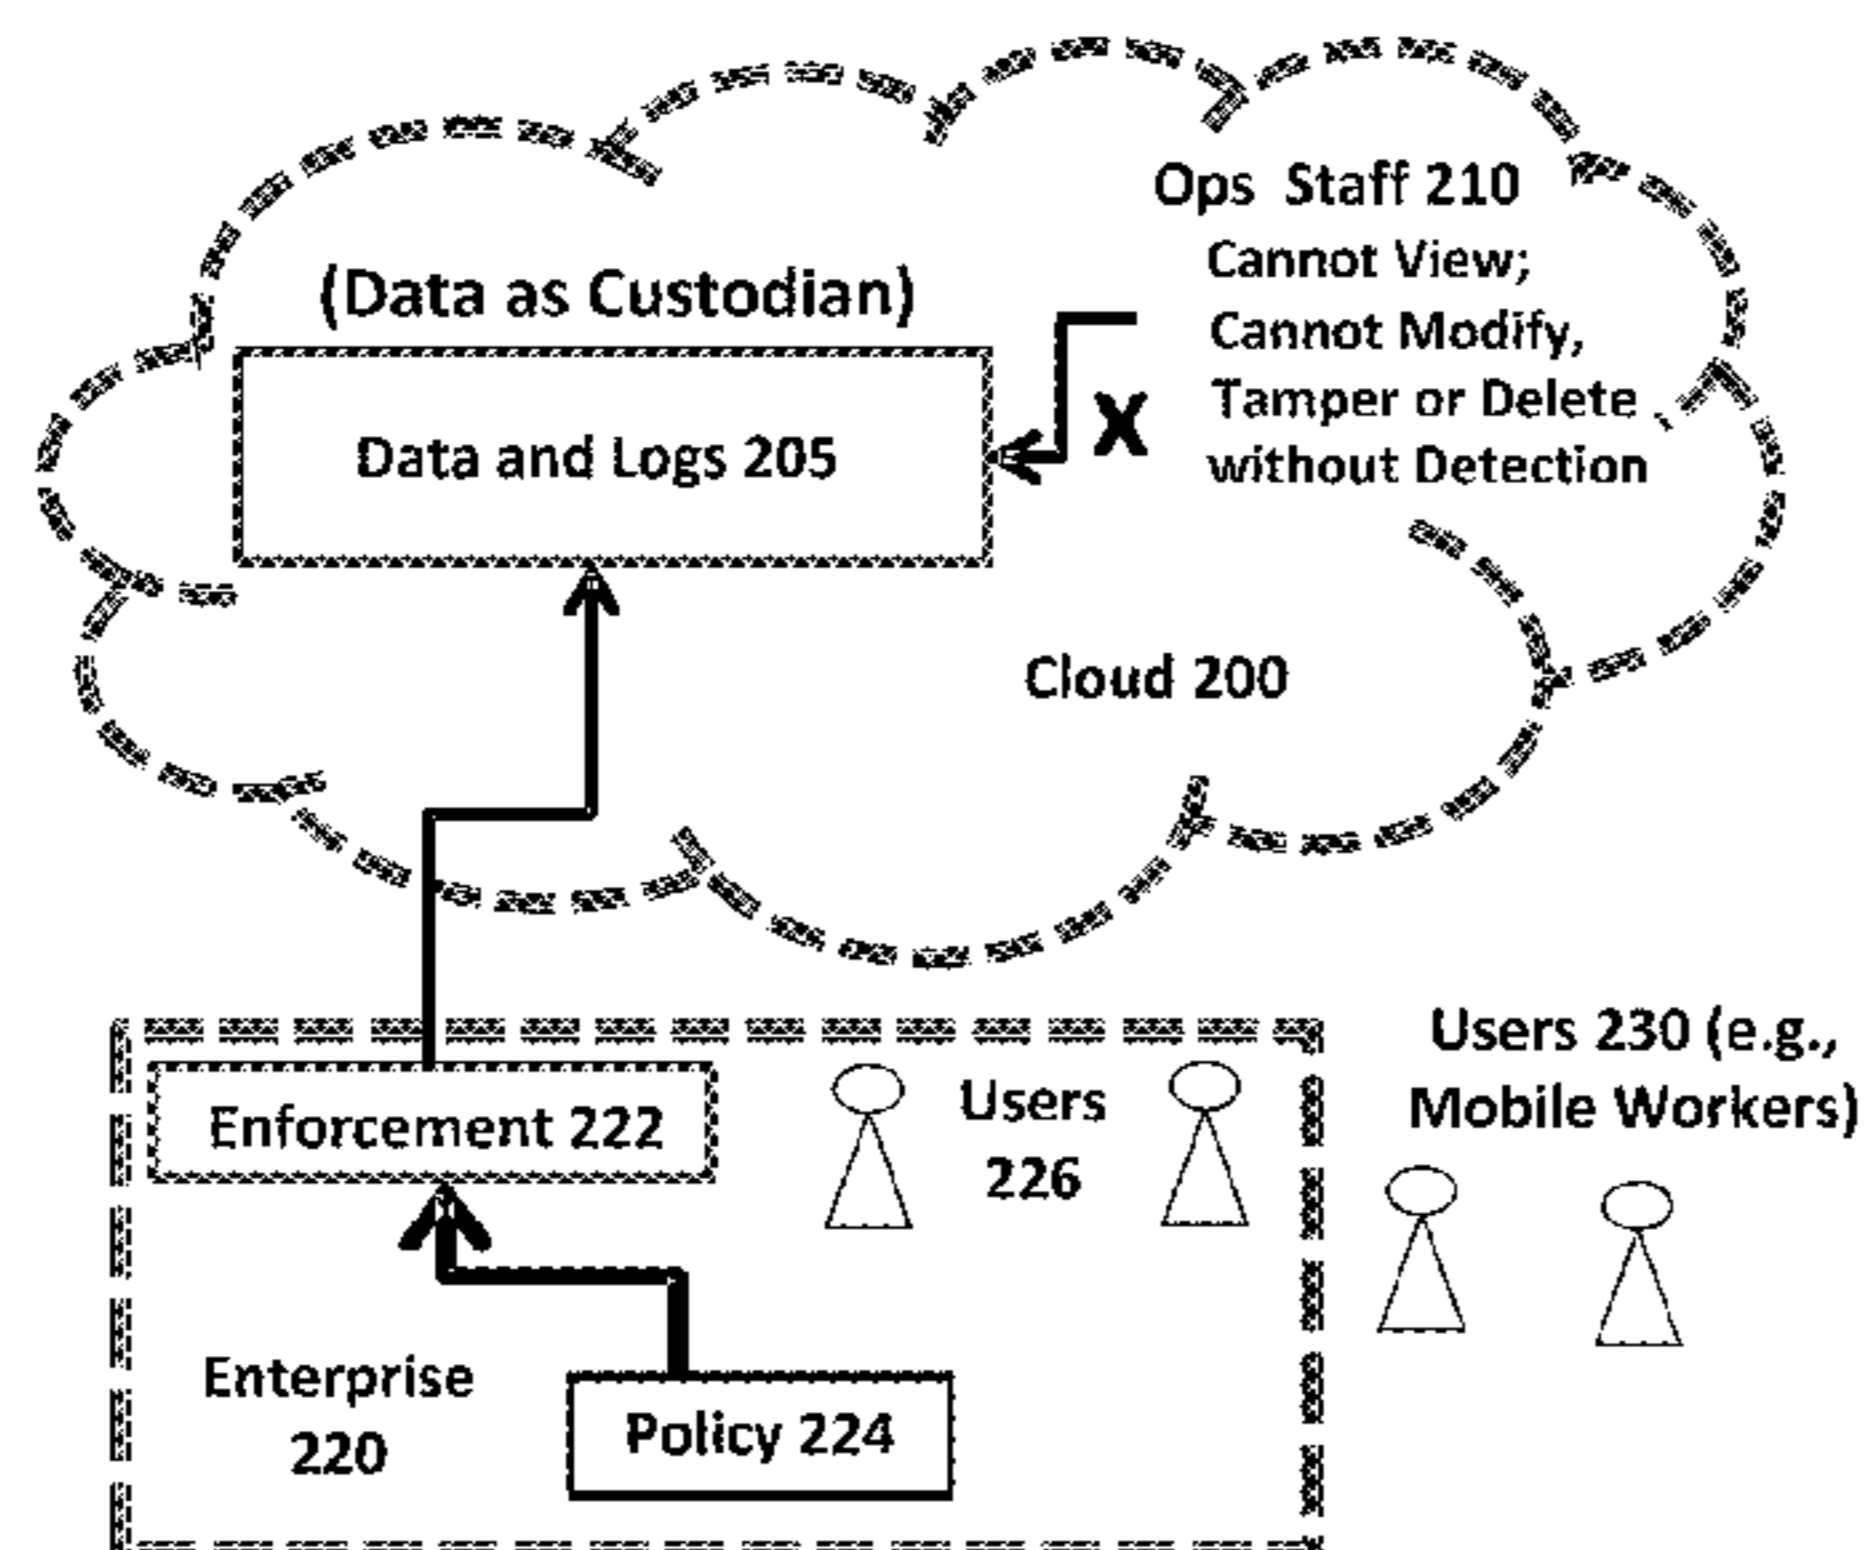 Ops Staff 210
Cannot View;
Cannot Modify,
Tamper or Delete
without Detection
(Data as Custodian)
X
Data and Logs 205
Cloud 200
Users 230 (e.g.,
Mobile Workers)
Enforcement 222
Users
226
Enterprise
220
Policy 224